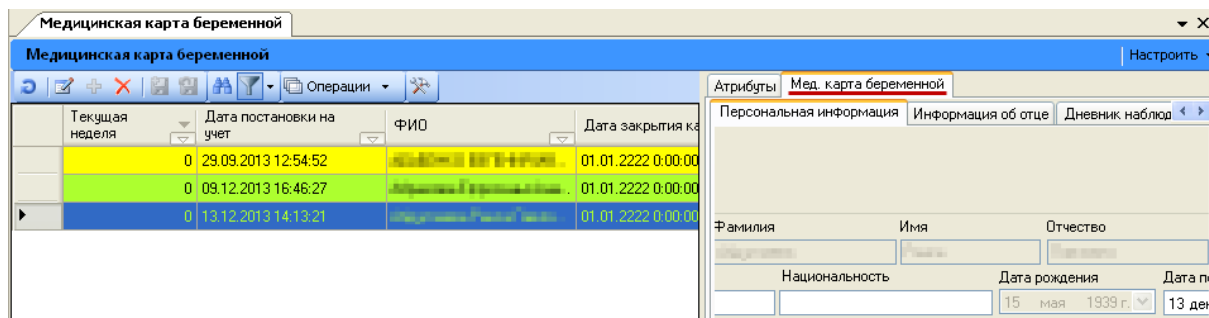 Медицинская карта беременной
Медицинская карта беременной
Настроить
Операции
Атрибуты Мед. карта беременной
Персональная информация Информация об отце Дневник наблюд
Текущая неделя Дата постановки на учет ФИО Дата закрытия ка
0 29.09.2013 12:54:52 01.01.2222 0:00:00
0 09.12.2013 16:46:27 01.01.2222 0:00:00
0 13.12.2013 14:13:21 01.01.2222 0:00:00
Фамилия Имя Отчество
Национальность Дата рождения Дата п
15 мая 1939 г. 13 де